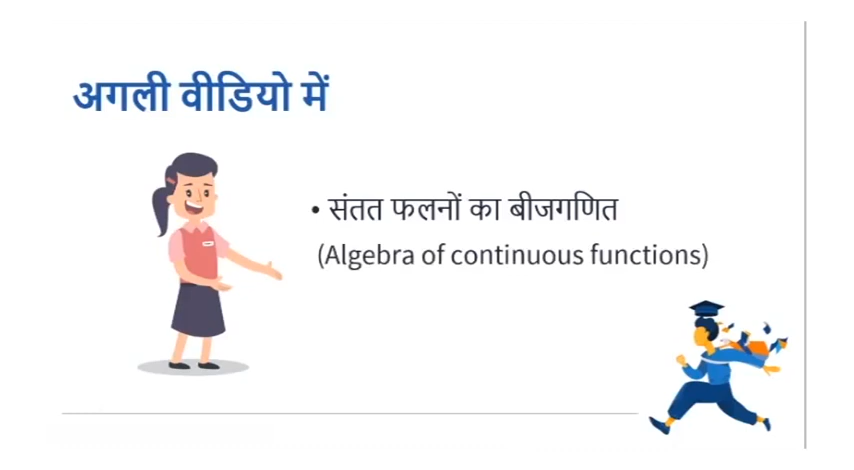 अगली वीडियो में
• संतत फलनों का बीजगणित
(Algebra of continuous functions)